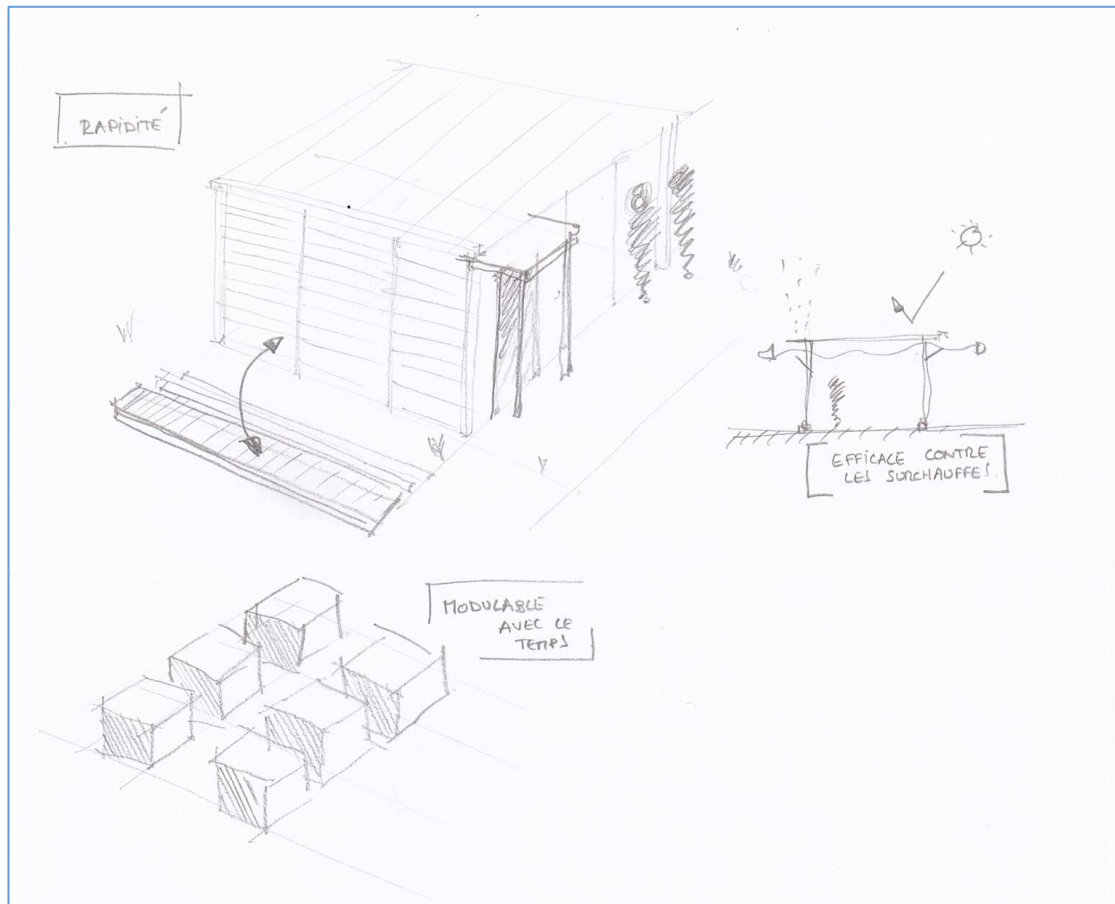 RAPIDITÉ
EFFICACE CONTRE
LES SURCHAUFFES.
MODULABLE
AVEC LE
TEMPS